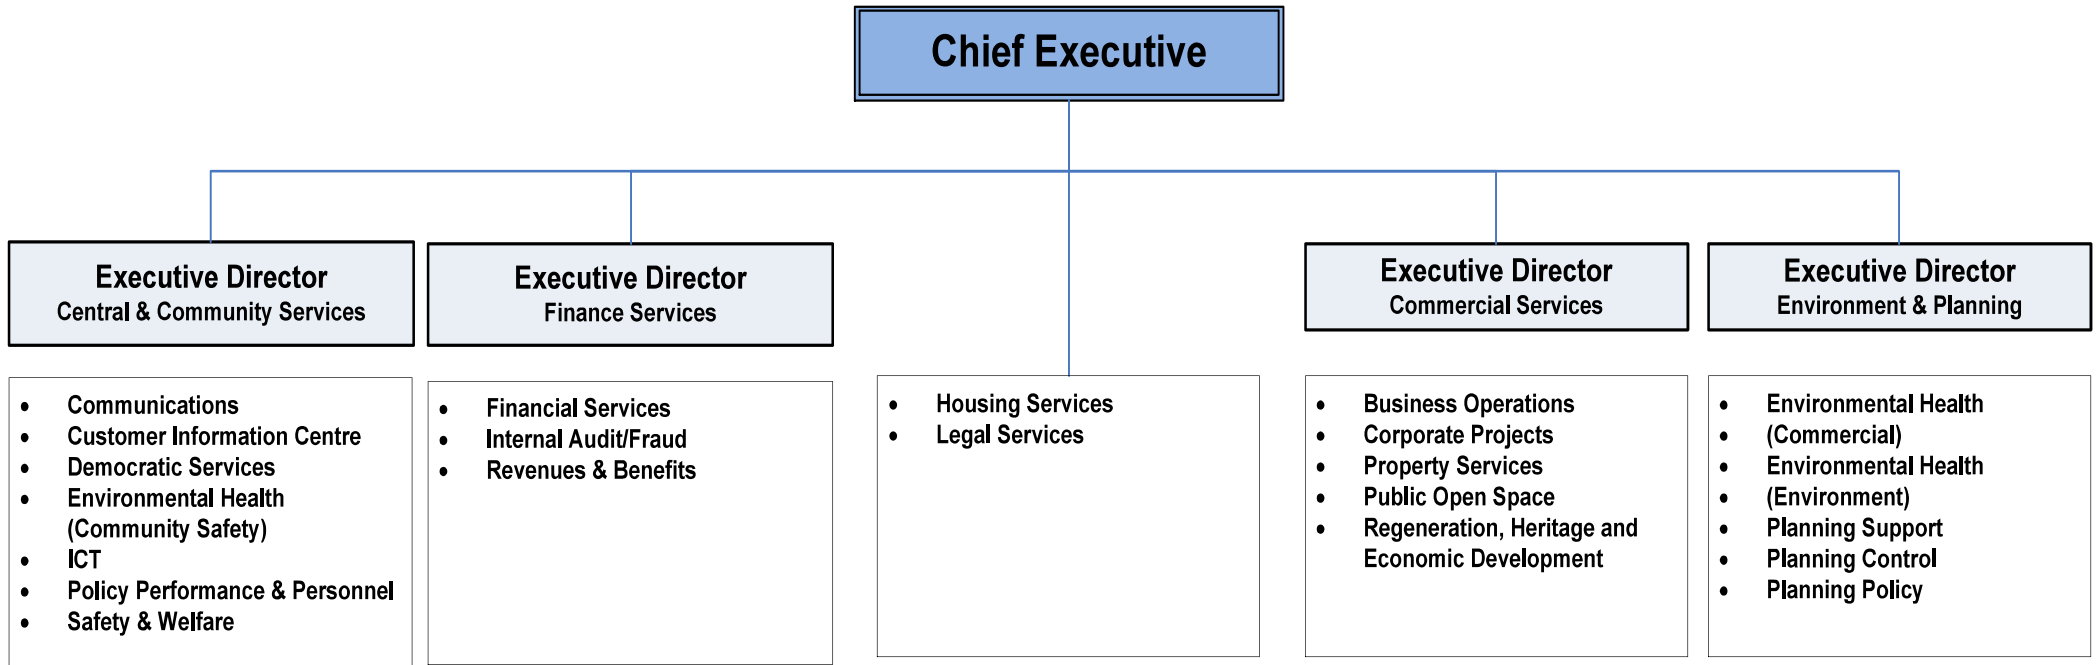 Chief Executive
Executive Director
Central & Community Services
Executive Director
Finance Services
Executive Director
Commercial Services
Executive Director
Environment & Planning
• Communications
• Customer Information Centre
• Democratic Services
• Environmental Health
(Community Safety)
• ICT
• Policy Performance & Personnel
• Safety & Welfare
• Financial Services
• Internal Audit/Fraud
• Revenues & Benefits
• Housing Services
• Legal Services
• Business Operations
• Corporate Projects
• Property Services
• Public Open Space
• Regeneration, Heritage and
Economic Development
• Environmental Health
• (Commercial)
• Environmental Health
• (Environment)
• Planning Support
• Planning Control
• Planning Policy